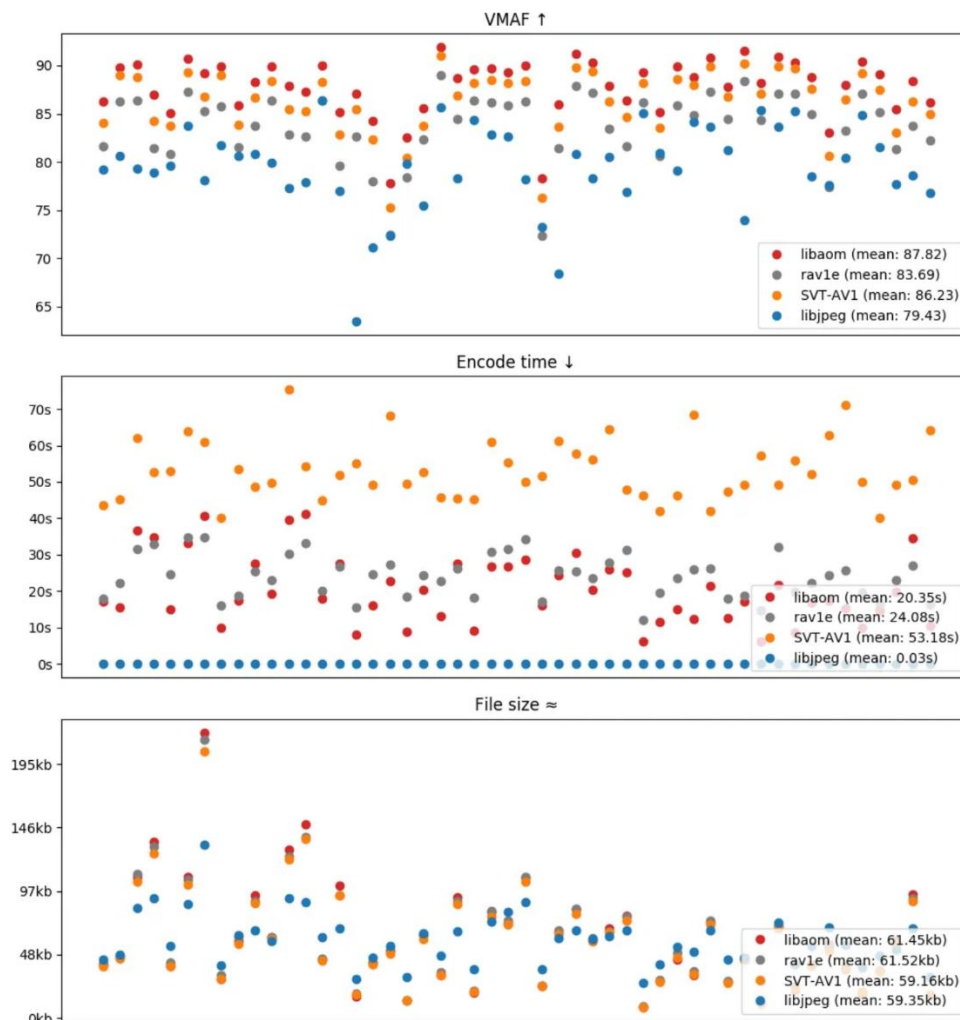 VMAF ↑
90
85
80
75
70
65
libaom (mean: 87.82)
rav1e (mean: 83.69)
SVT-AV1 (mean: 86.23)
libjpeg (mean: 79.43)
Encode time ↓
70s
60s
50s
40s
30s
20s
10s
0s
libaom (mean: 20.35s)
rav1e (mean: 24.08s)
SVT-AV1 (mean: 53.18s)
libjpeg (mean: 0.03s)
File size ≈
195kb
146kb
97kb
48kb
0kb
libaom (mean: 61.45kb)
rav1e (mean: 61.52kb)
SVT-AV1 (mean: 59.16kb)
libjpeg (mean: 59.35kb)